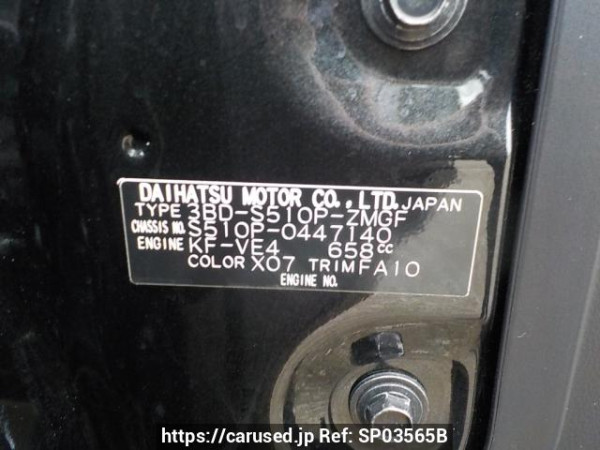 DAIHATSU MOTOR CO., LTD. JAPAN
TYPE 3BD-S510P-ZMGF
CHASSIS NO. S510P-0447140
ENGINE KF-VE4 658cc
COLOR X07 TRIM FA10
ENGINE NO.
https://carused.jp Ref: SP03565B